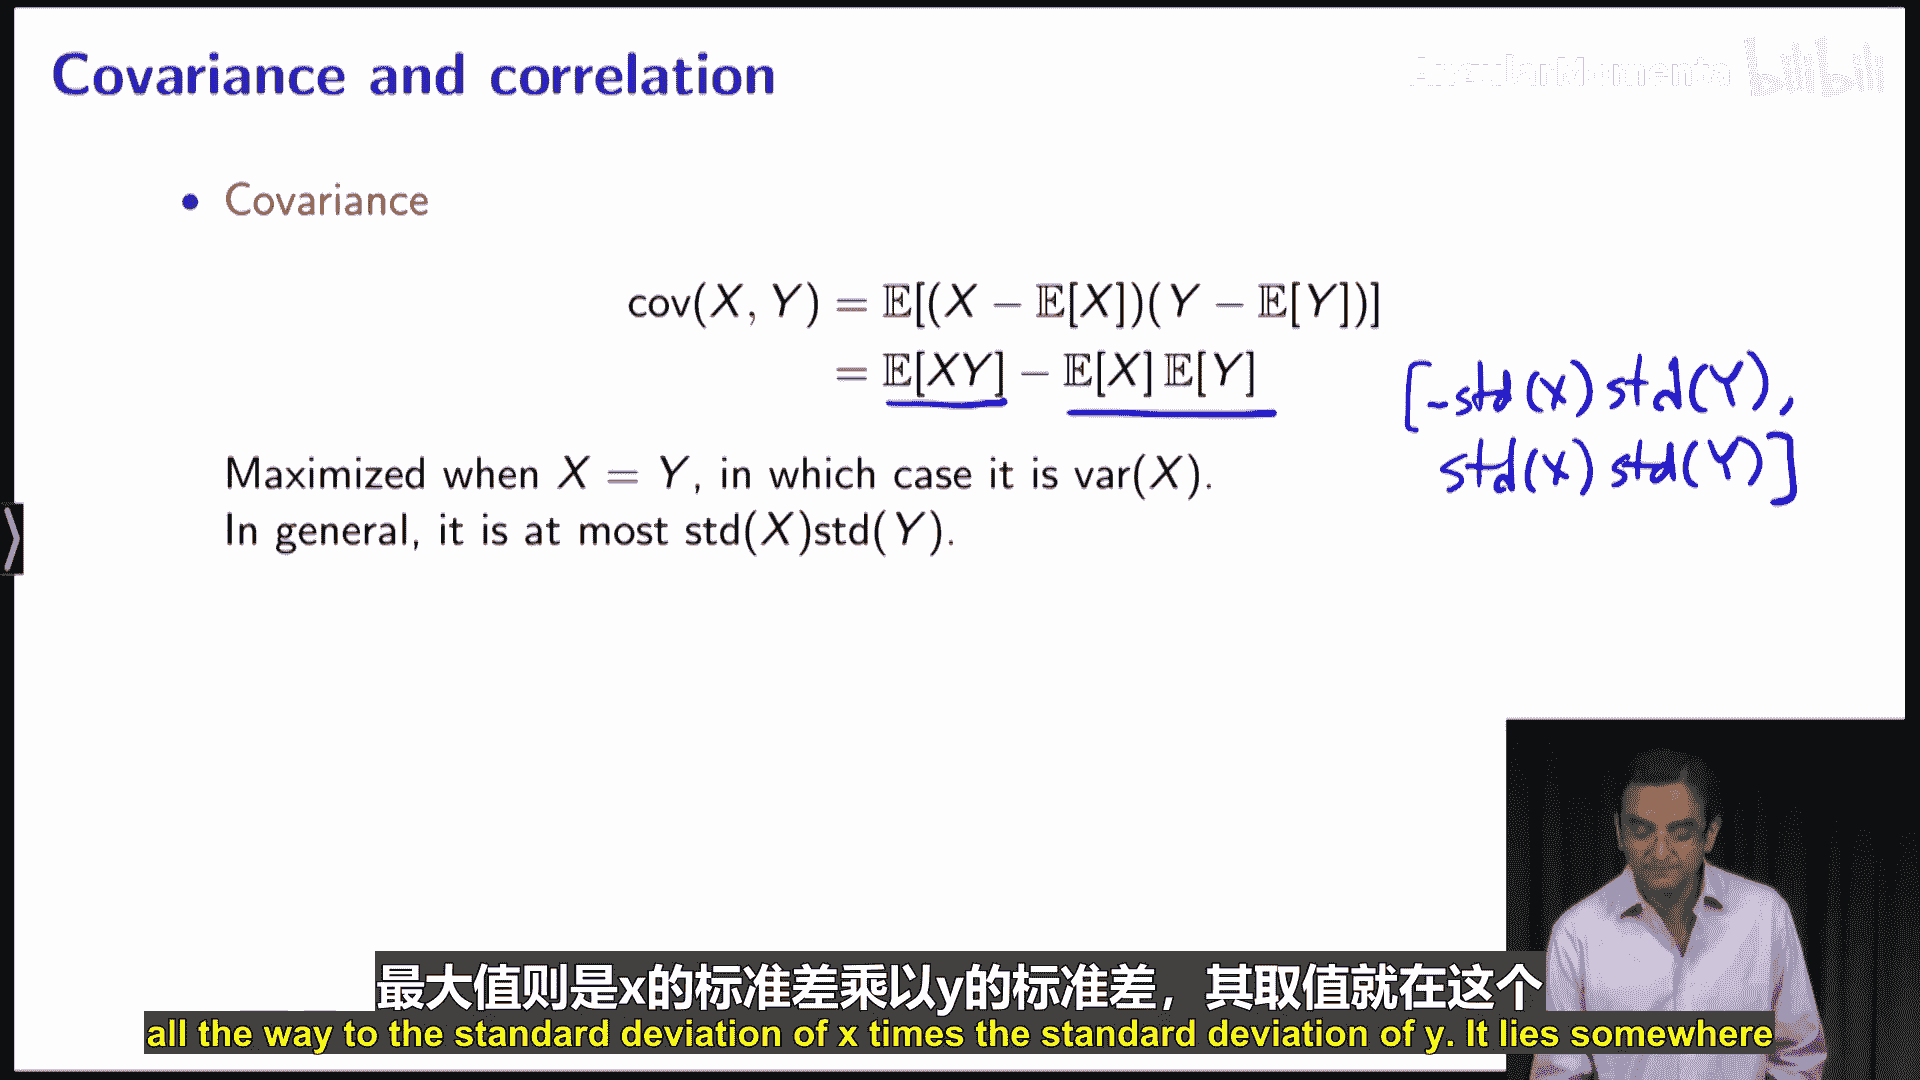 Covariance and correlation
AngularMomenta bilibili
• Covariance
cov(X, Y) = 𝔼[(X − 𝔼[X])(Y − 𝔼[Y])]
= 𝔼[XY] − 𝔼[X] 𝔼[Y]
[-std(X) std(Y),
std(X) std(Y)]
Maximized when X = Y, in which case it is var(X).
In general, it is at most std(X)std(Y).
最大值则是x的标准差乘以y的标准差，其取值就在这个
all the way to the standard deviation of x times the standard deviation of y. It lies somewhere